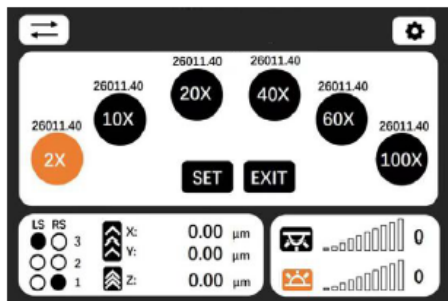 26011.40 26011.40
20X 40X
26011.40 26011.40
10X 60X
26011.40 26011.40
2X 100X
SET EXIT
LS RS
3
2
1
X: 0.00 μm
Y: 0.00 μm
Z: 0.00 μm
0
0